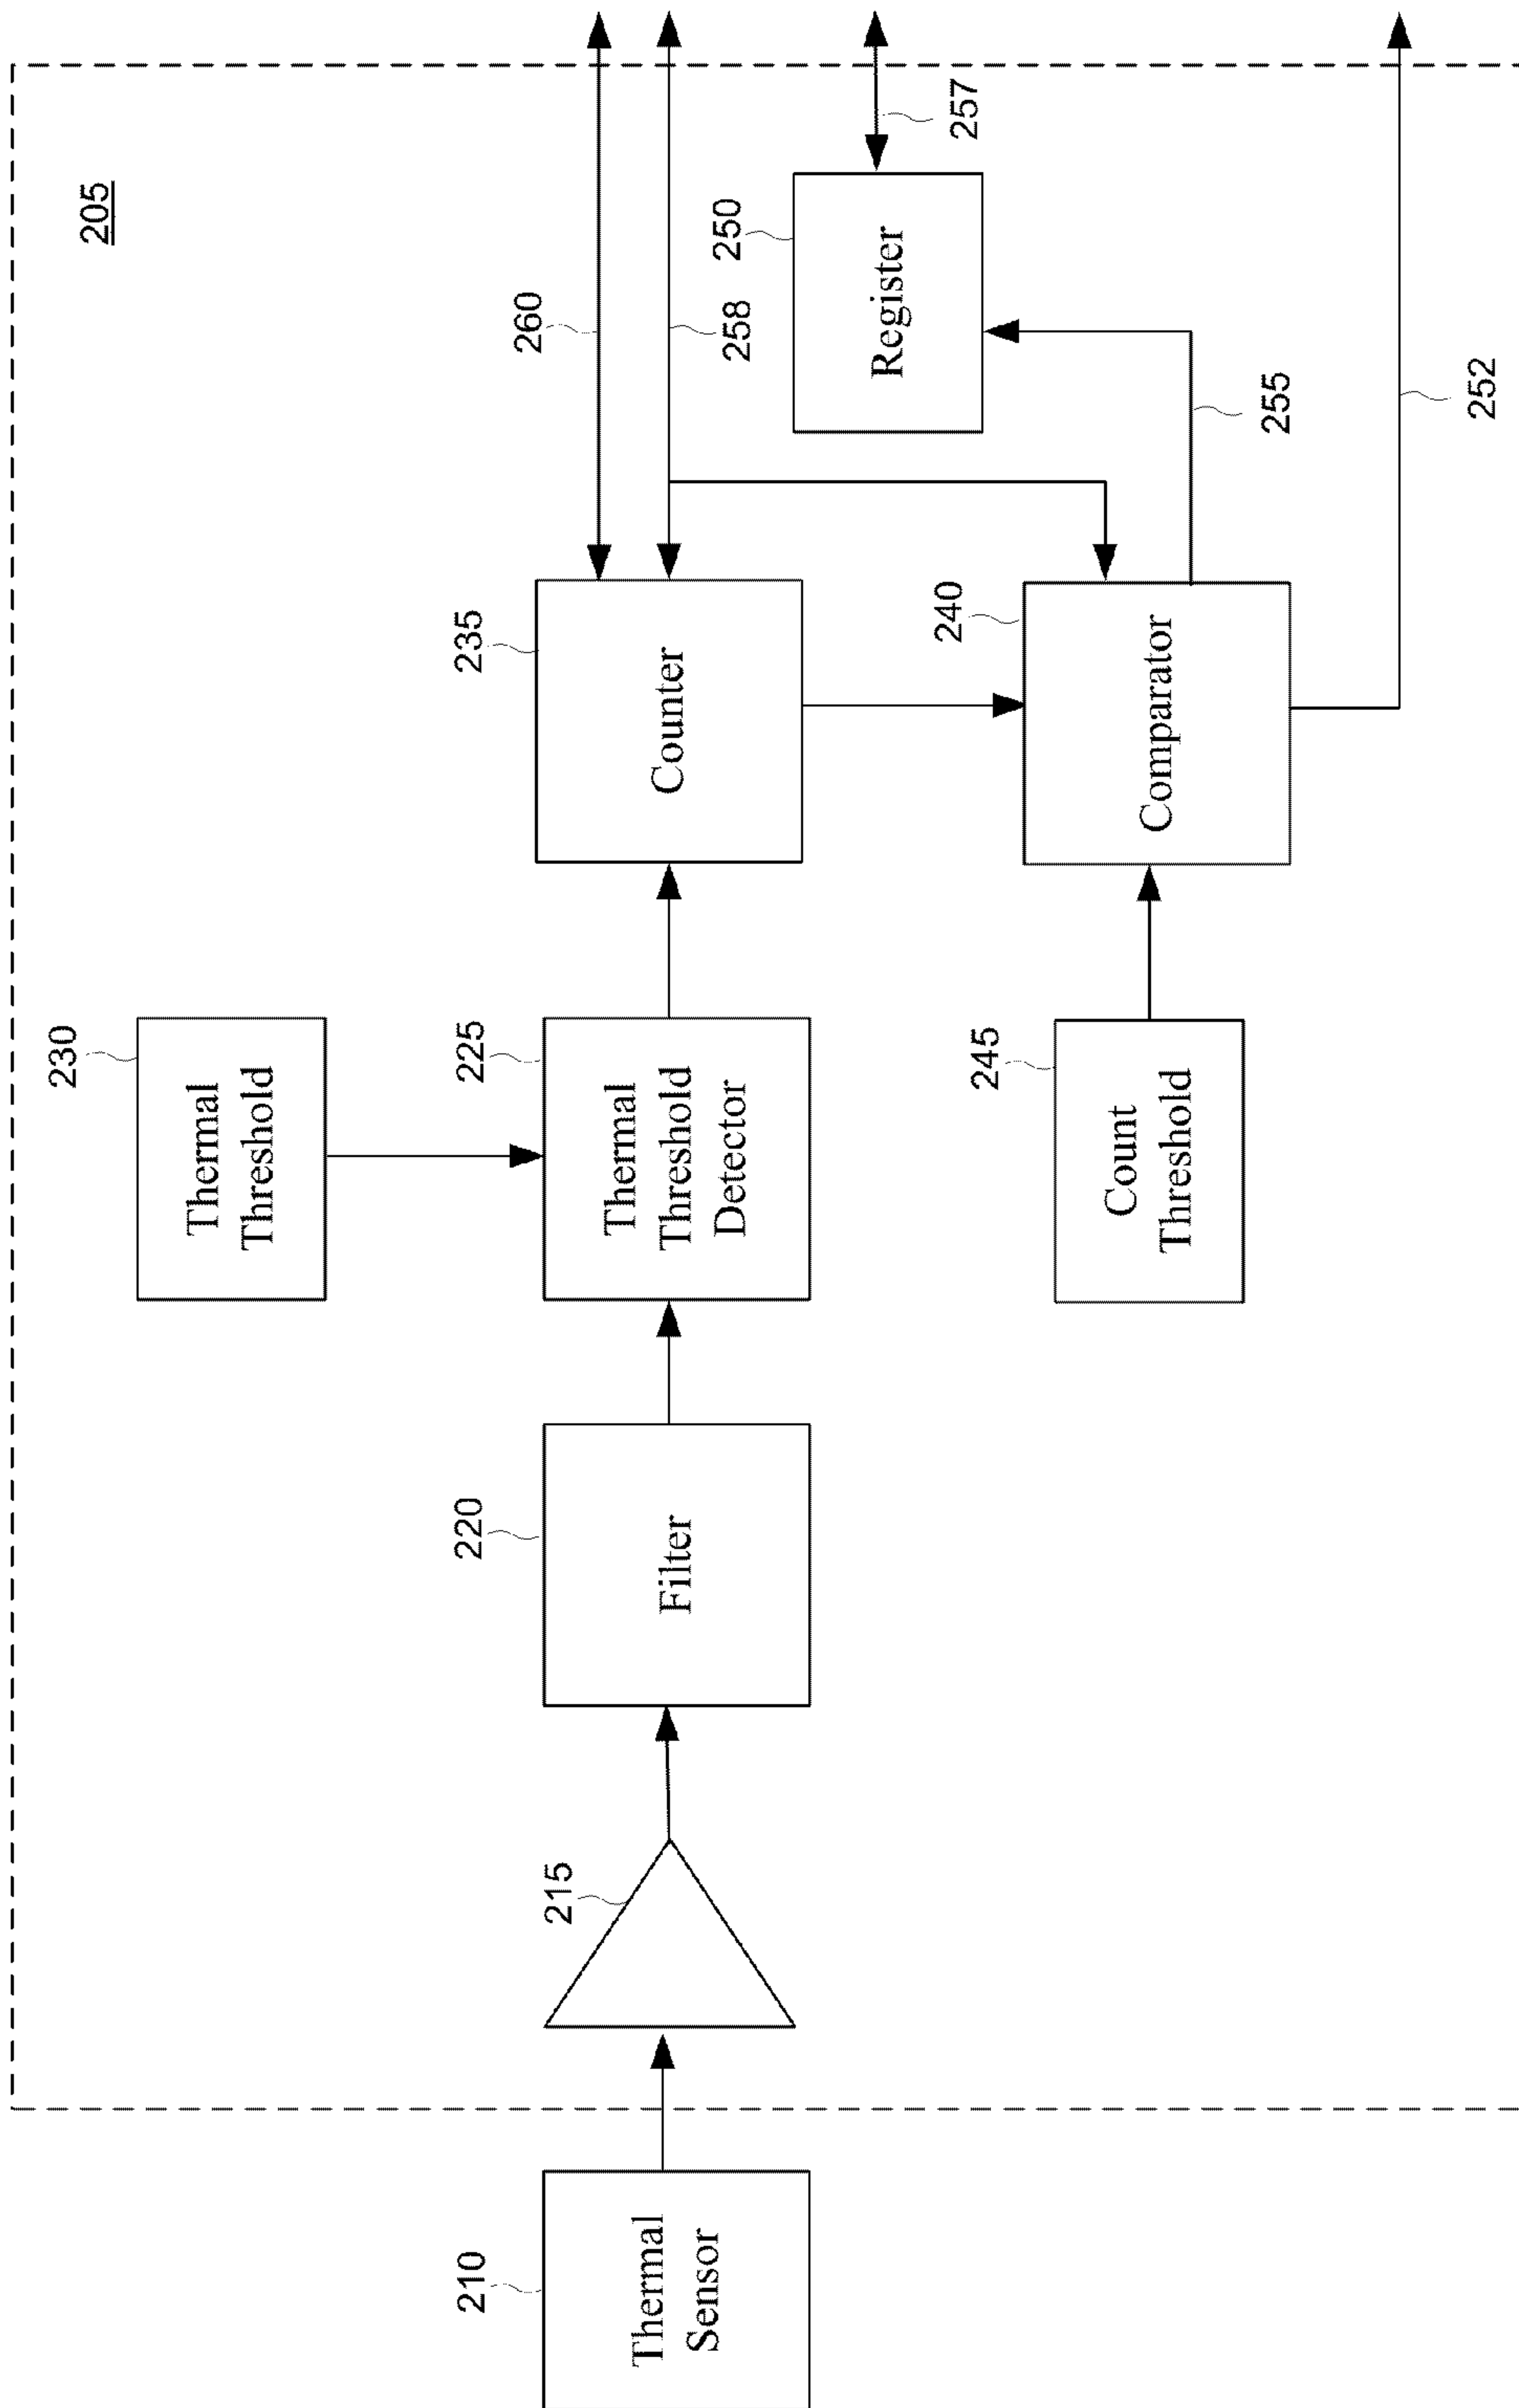 205
230
Thermal
Threshold
260
258
257
210
Thermal
Sensor
215
220
Filter
225
Thermal
Threshold
Detector
235
Counter
250
Register
245
Count
Threshold
240
Comparator
255
252